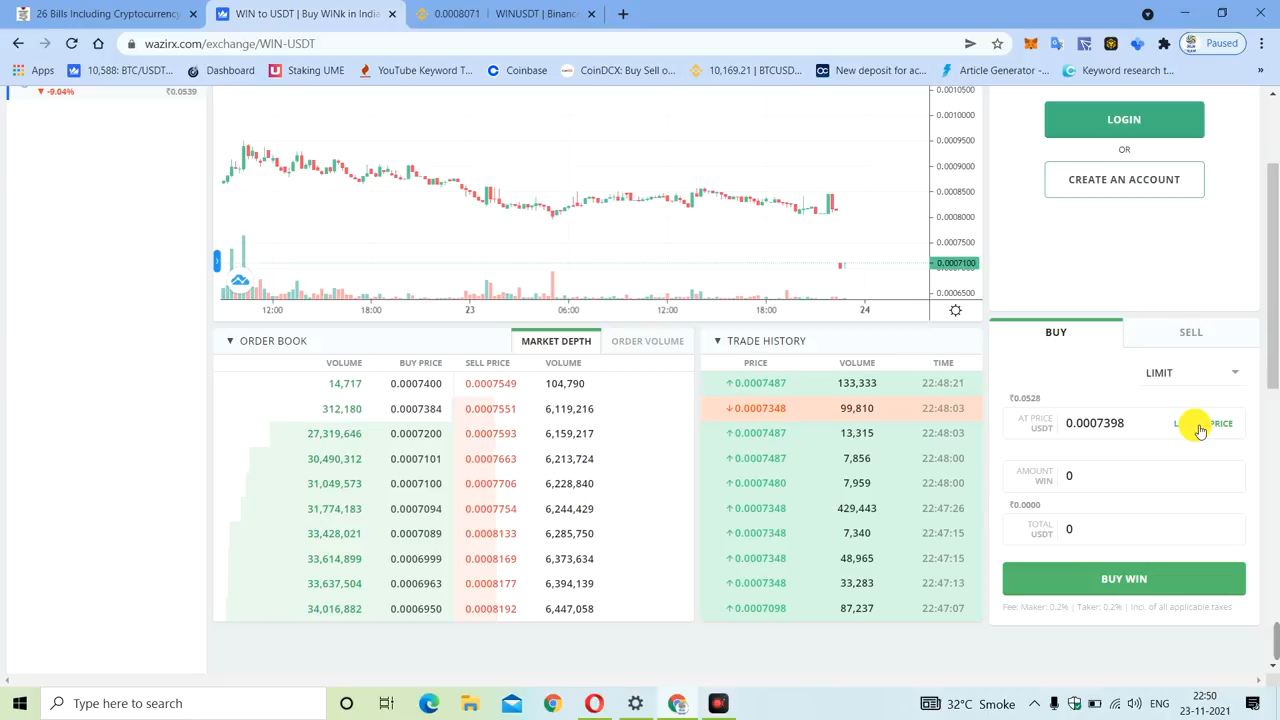 26 Bills Including Crypto Curren
WIN-USDT
0.0008071 | WINUSDT
wazirx.com/exchange/WIN-USDT
Paused
Apps
10,588: BTC/USDT...
Dashboard
Staking UME
YouTube Keyword T...
Coinbase
CoinDCX: Buy Sell o...
10,169.21 | BTCUSD...
New deposit for ac...
Article Generator -...
Keyword research t...
»
▼ -9.04%
₹0.0539
0.0010500
0.0010000
0.0009500
0.0009000
0.0008500
0.0008000
0.0007500
0.0007100
0.0006500
12:00
18:00
23
06:00
12:00
18:00
24
LOGIN
OR
CREATE AN ACCOUNT
▼ ORDER BOOK
MARKET DEPTH
ORDER VOLUME
VOLUME BUY PRICE SELL PRICE VOLUME
14,717 0.0007400 0.0007549 104,790
312,180 0.0007384 0.0007551 6,119,216
27,319,646 0.0007200 0.0007593 6,159,217
30,490,312 0.0007101 0.0007663 6,213,724
31,049,573 0.0007100 0.0007706 6,228,840
31,774,183 0.0007094 0.0007754 6,244,429
33,428,021 0.0007089 0.0008133 6,285,750
33,614,899 0.0006999 0.0008169 6,373,634
33,637,504 0.0006963 0.0008177 6,394,139
34,016,882 0.0006950 0.0008192 6,447,058
▼ TRADE HISTORY
PRICE VOLUME TIME
↑0.0007487 133,333 22:48:21
↓0.0007348 99,810 22:48:03
↑0.0007487 13,315 22:48:03
↑0.0007487 7,856 22:48:00
↑0.0007480 7,959 22:48:00
↑0.0007348 429,443 22:47:26
↑0.0007348 7,340 22:47:15
↑0.0007348 48,965 22:47:15
↑0.0007348 33,283 22:47:13
↑0.0007098 87,237 22:47:07
BUY
SELL
LIMIT
₹0.0528
AT PRICE
USDT
0.0007398
PRICE
AMOUNT
WIN
0
₹0.0000
TOTAL
USDT
0
BUY WIN
Fee: Maker: 0.2% | Taker: 0.2% | Incl. of all applicable taxes
Type here to search
32°C Smoke
ENG
22:50
23-11-2021